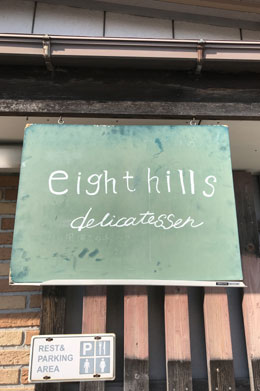 eight hills
delicatessen
REST&
PARKING
AREA
P